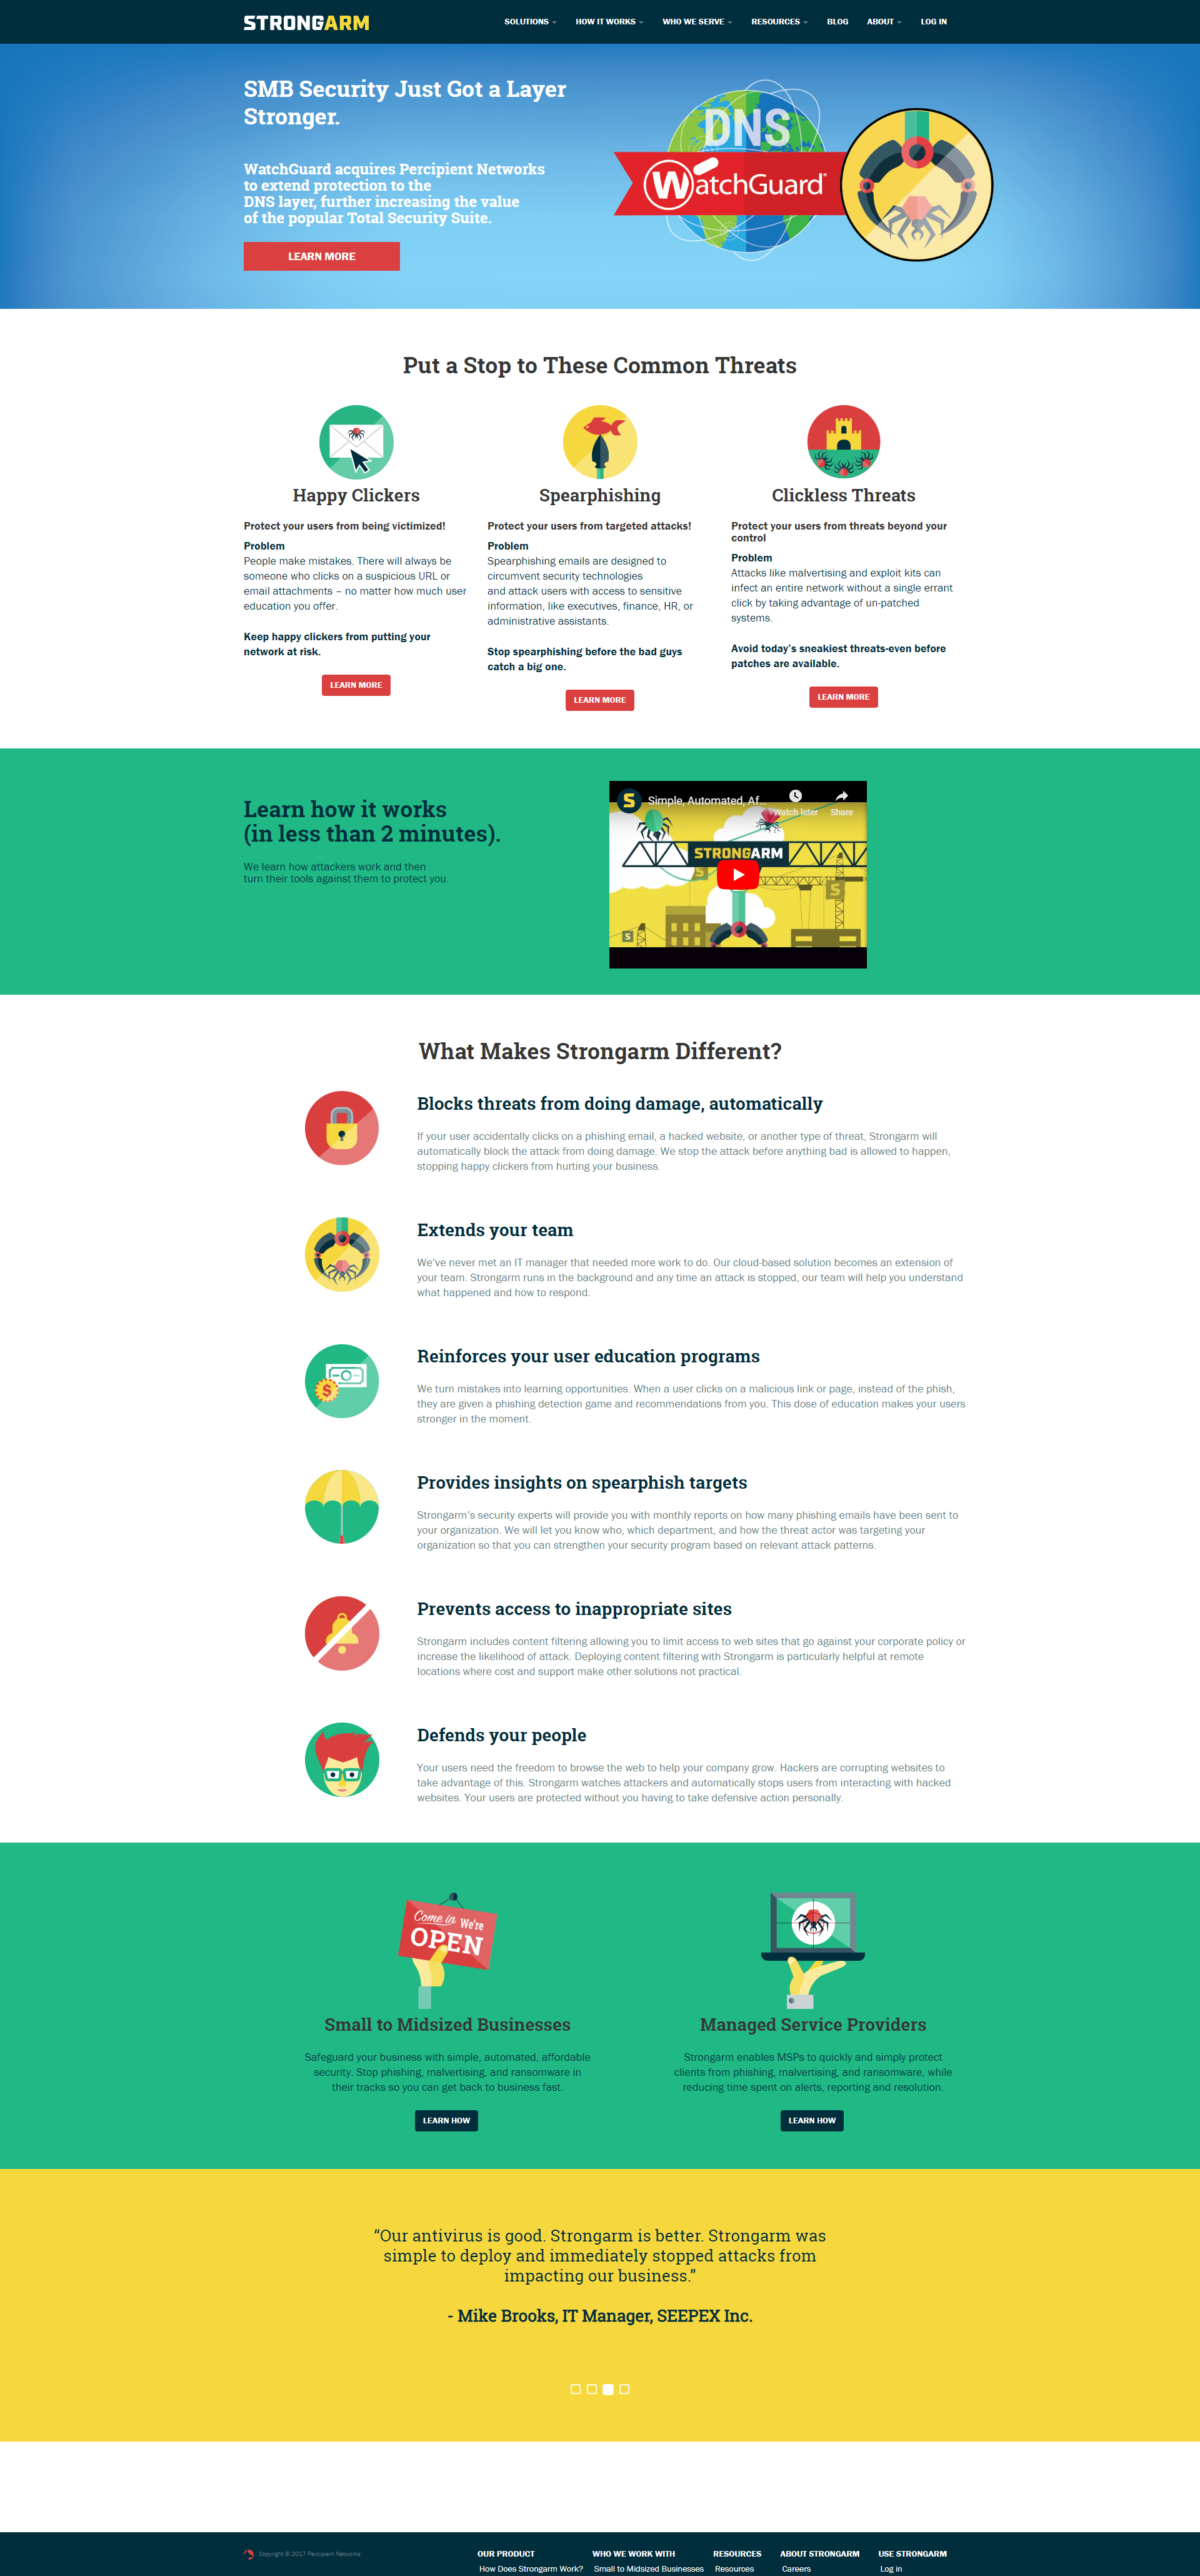 STRONGARM
SOLUTIONS HOW IT WORKS WHO WE SERVE RESOURCES BLOG ABOUT LOG IN
SMB Security Just Got a Layer
Stronger.
WatchGuard acquires Percipient Networks
to extend protection to the
DNS layer, further increasing the value
of the popular Total Security Suite.
LEARN MORE
DNS
WatchGuard
Put a Stop to These Common Threats
Happy Clickers
Protect your users from being victimized!
Problem
People make mistakes. There will always be
someone who clicks on a suspicious URL or
email attachments – no matter how much user
education you offer.
Keep happy clickers from putting your
network at risk.
LEARN MORE
Spearphishing
Protect your users from targeted attacks!
Problem
Spearphishing emails are designed to
circumvent security technologies
and attack users with access to sensitive
information, like executives, finance, HR, or
administrative assistants.
Stop spearphishing before the bad guys
catch a big one.
LEARN MORE
Clickless Threats
Protect your users from threats beyond your
control
Problem
Attacks like malvertising and exploit kits can
infect an entire network without a single errant
click by taking advantage of un-patched
systems.
Avoid today's sneakiest threats-even before
patches are available.
LEARN MORE
Learn how it works
(in less than 2 minutes).
We learn how attackers work and then
turn their tools against them to protect you.
S
Simple, Automated, Af...
Watch later
Share
STRONGARM
S
S
S
What Makes Strongarm Different?
Blocks threats from doing damage, automatically
If your user accidentally clicks on a phishing email, a hacked website, or another type of threat, Strongarm will
automatically block the attack from doing damage. We stop the attack before anything bad is allowed to happen,
stopping happy clickers from hurting your business.
Extends your team
We've never met an IT manager that needed more work to do. Our cloud-based solution becomes an extension of
your team. Strongarm runs in the background and any time an attack is stopped, our team will help you understand
what happened and how to respond.
$
Reinforces your user education programs
We turn mistakes into learning opportunities. When a user clicks on a malicious link or page, instead of the phish,
they are given a phishing detection game and recommendations from you. This dose of education makes your users
stronger in the moment.
Provides insights on spearphish targets
Strongarm's security experts will provide you with monthly reports on how many phishing emails have been sent to
your organization. We will let you know who, which department, and how the threat actor was targeting your
organization so that you can strengthen your security program based on relevant attack patterns.
Prevents access to inappropriate sites
Strongarm includes content filtering allowing you to limit access to web sites that go against your corporate policy or
increase the likelihood of attack. Deploying content filtering with Strongarm is particularly helpful at remote
locations where cost and support make other solutions not practical.
Defends your people
Your users need the freedom to browse the web to help your company grow. Hackers are corrupting websites to
take advantage of this. Strongarm watches attackers and automatically stops users from interacting with hacked
websites. Your users are protected without you having to take defensive action personally.
Come in We're
OPEN
Small to Midsized Businesses
Safeguard your business with simple, automated, affordable
security. Stop phishing, malvertising, and ransomware in
their tracks so you can get back to business fast.
LEARN HOW
Managed Service Providers
Strongarm enables MSPs to quickly and simply protect
clients from phishing, malvertising, and ransomware, while
reducing time spent on alerts, reporting and resolution.
LEARN HOW
“Our antivirus is good. Strongarm is better. Strongarm was
simple to deploy and immediately stopped attacks from
impacting our business.”
- Mike Brooks, IT Manager, SEEPEX Inc.
Copyright © 2017 Percipient Networks
OUR PRODUCT
How Does Strongarm Work?
WHO WE WORK WITH
Small to Midsized Businesses
RESOURCES
Resources
ABOUT STRONGARM
Careers
USE STRONGARM
Log in